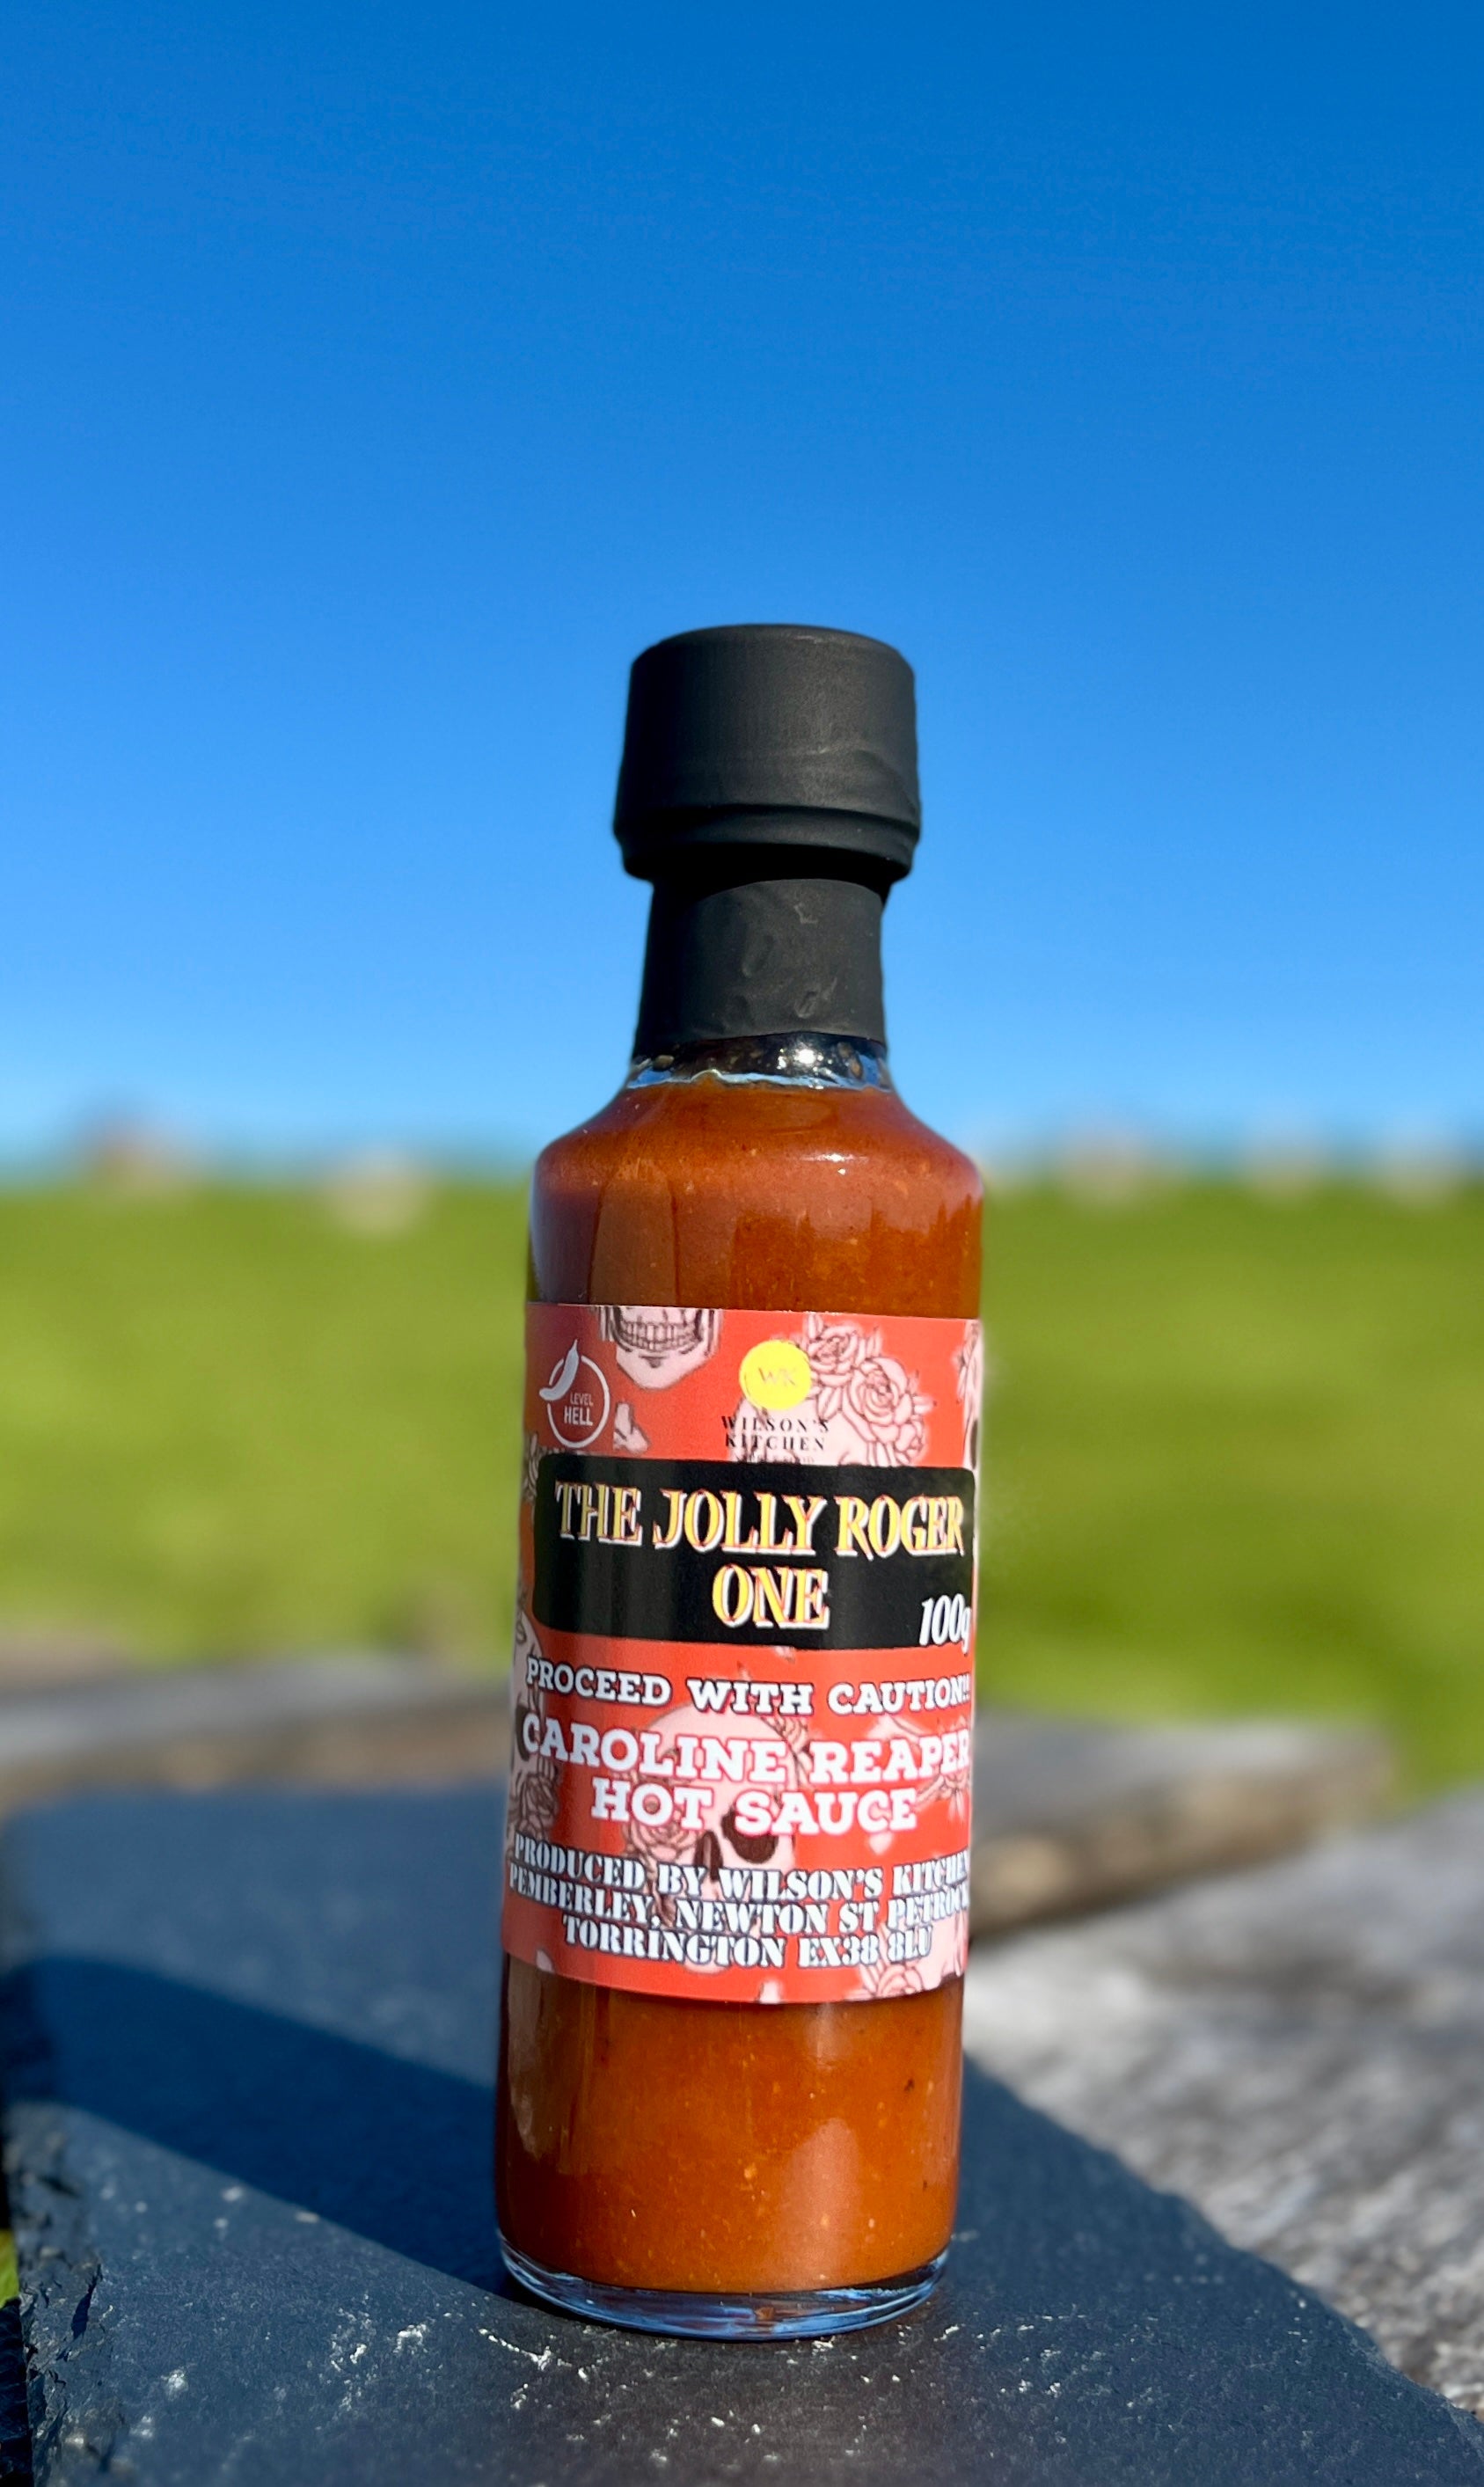 LEVEL
HELL
WK
WILSON'S
KITCHEN
THE JOLLY ROGER
ONE
100g
PROCEED WITH CAUTION!!
CAROLINE REAPER
HOT SAUCE
PRODUCED BY WILSON'S KITCHEN
PEMBERLEY, NEWTON ST PETROCK
TORRINGTON EX38 8LU